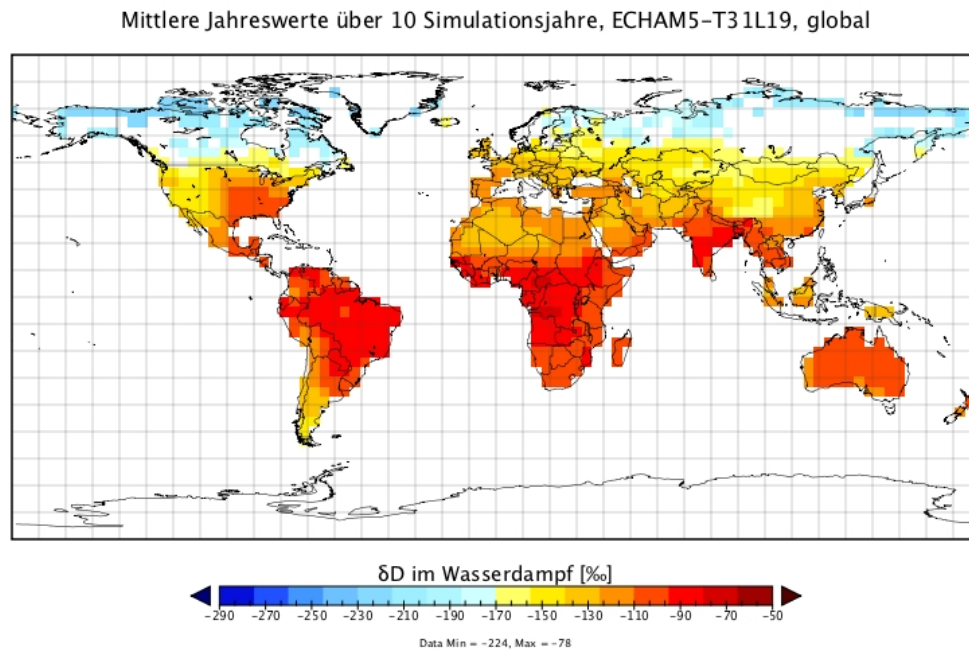 Mittlere Jahreswerte über 10 Simulationsjahre, ECHAM5-T31L19, global
δD im Wasserdampf [‰]
-290 -270 -250 -230 -210 -190 -170 -150 -130 -110 -90 -70 -50
Data Min = -224, Max = -78